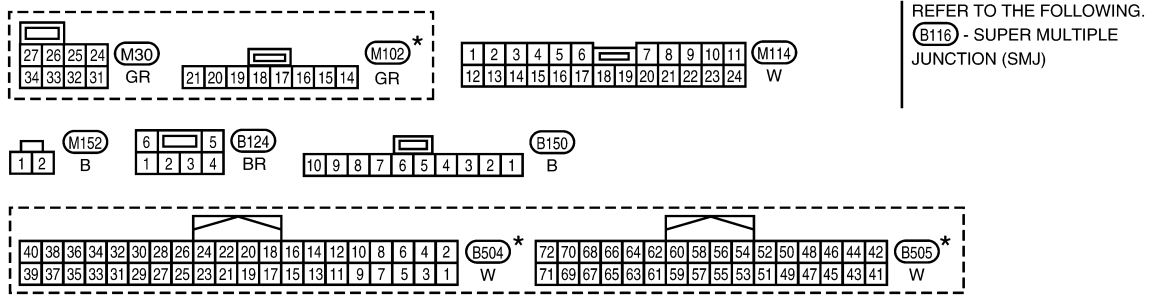 REFER TO THE FOLLOWING.
B116 - SUPER MULTIPLE
JUNCTION (SMJ)
27 26 25 24 M30
34 33 32 31 GR
M102 *
21 20 19 18 17 16 15 14 GR
1 2 3 4 5 6 7 8 9 10 11 M114
12 13 14 15 16 17 18 19 20 21 22 23 24 W
M152
1 2 B
6 5 B124
1 2 3 4 BR
B150
10 9 8 7 6 5 4 3 2 1 B
40 38 36 34 32 30 28 26 24 22 20 18 16 14 12 10 8 6 4 2 B504 *
39 37 35 33 31 29 27 25 23 21 19 17 15 13 11 9 7 5 3 1 W
72 70 68 66 64 62 60 58 56 54 52 50 48 46 44 42 B505 *
71 69 67 65 63 61 59 57 55 53 51 49 47 45 43 41 W